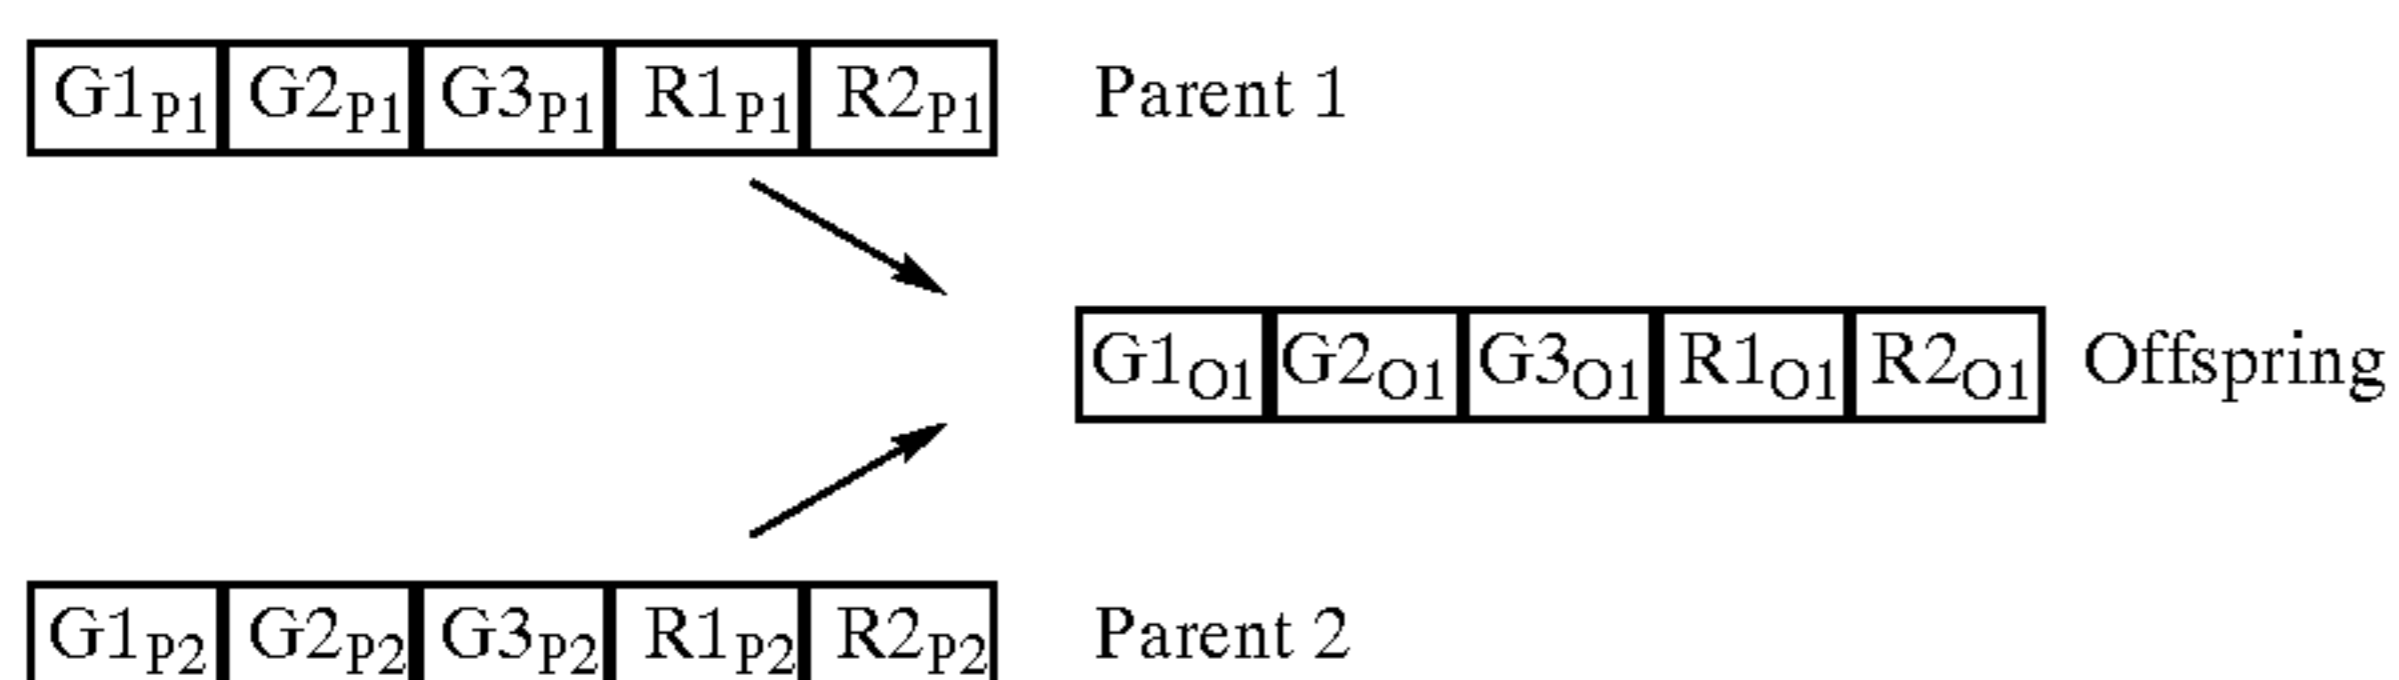 G1P1 G2P1 G3P1 R1P1 R2P1 Parent 1
G1O1 G2O1 G3O1 R1O1 R2O1 Offspring
G1P2 G2P2 G3P2 R1P2 R2P2 Parent 2